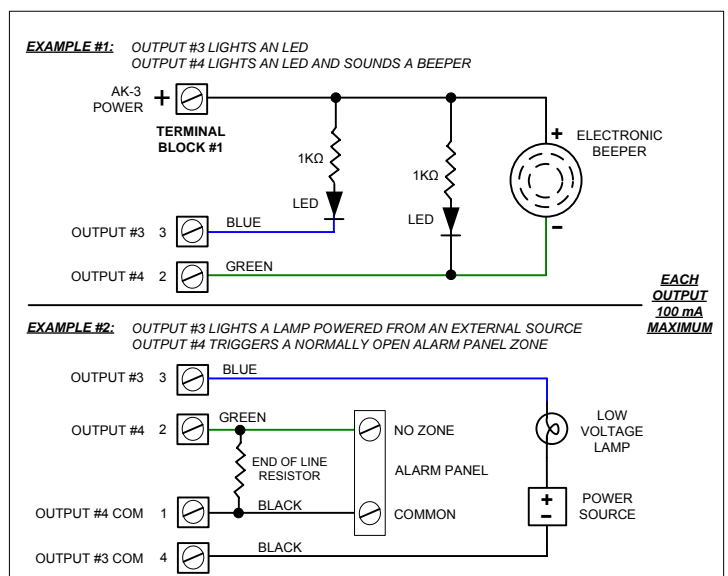 EXAMPLE #1: OUTPUT #3 LIGHTS AN LED
OUTPUT #4 LIGHTS AN LED AND SOUNDS A BEEPER
AK-3
POWER
+
TERMINAL
BLOCK #1
1KΩ
LED
1KΩ
LED
+
ELECTRONIC
BEEPER
-
OUTPUT #3 3
BLUE
OUTPUT #4 2
GREEN
EACH
OUTPUT
100 mA
MAXIMUM
EXAMPLE #2: OUTPUT #3 LIGHTS A LAMP POWERED FROM AN EXTERNAL SOURCE
OUTPUT #4 TRIGGERS A NORMALLY OPEN ALARM PANEL ZONE
OUTPUT #3 3
BLUE
OUTPUT #4 2
GREEN
NO ZONE
END OF LINE
RESISTOR
ALARM PANEL
LOW
VOLTAGE
LAMP
OUTPUT #4 COM 1
BLACK
COMMON
+
-
POWER
SOURCE
OUTPUT #3 COM 4
BLACK